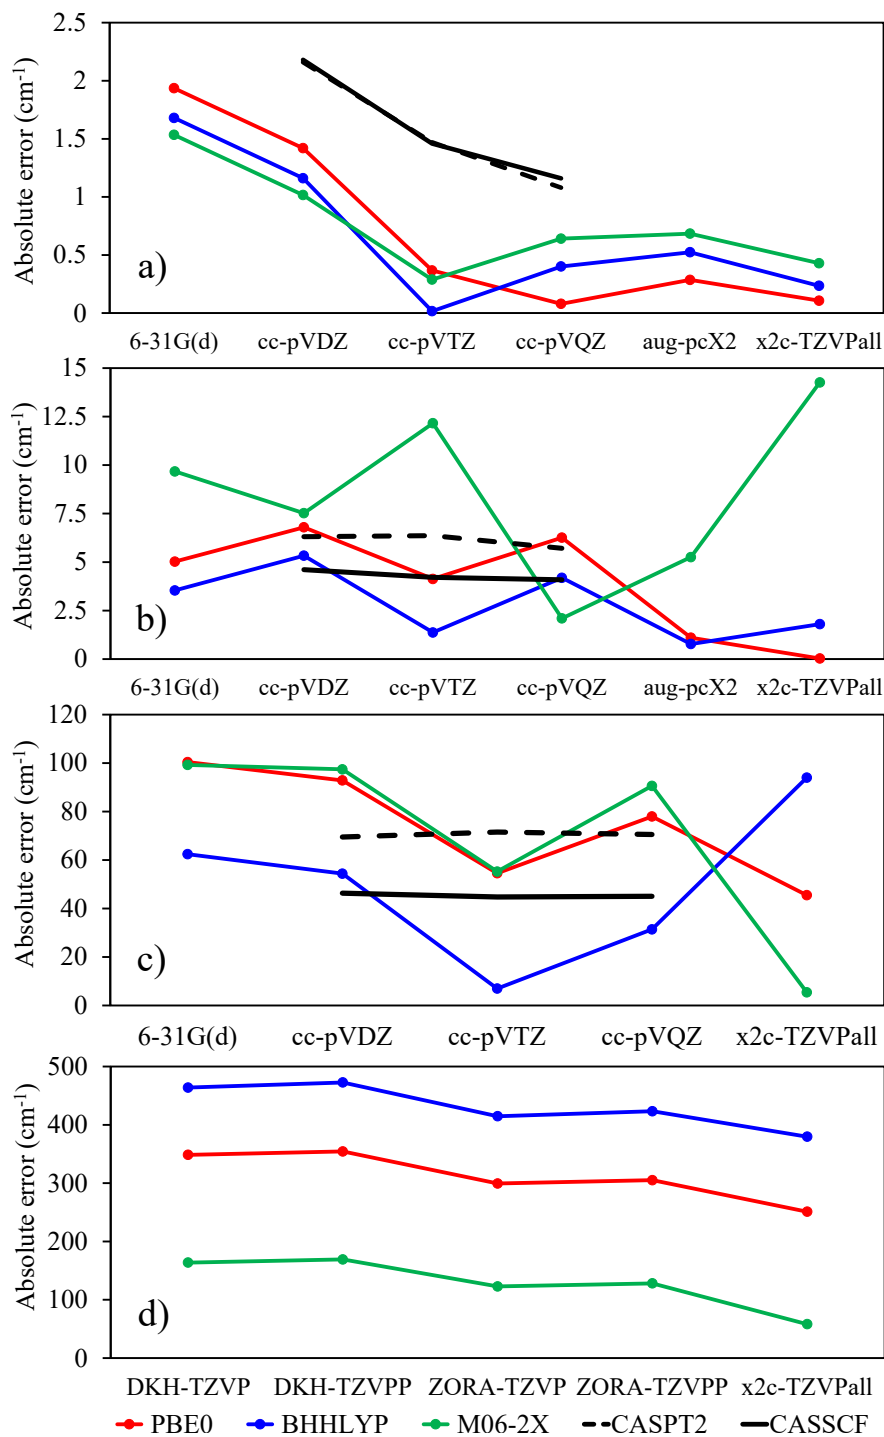 2.5
2
1.5
1
0.5
0
Absolute error (cm⁻¹)
a)
6-31G(d) cc-pVDZ cc-pVTZ cc-pVQZ aug-pcX2 x2c-TZVPall
15
12.5
10
7.5
5
2.5
0
Absolute error (cm⁻¹)
b)
6-31G(d) cc-pVDZ cc-pVTZ cc-pVQZ aug-pcX2 x2c-TZVPall
120
100
80
60
40
20
0
Absolute error (cm⁻¹)
c)
6-31G(d) cc-pVDZ cc-pVTZ cc-pVQZ x2c-TZVPall
500
400
300
200
100
0
Absolute error (cm⁻¹)
d)
DKH-TZVP DKH-TZVPP ZORA-TZVP ZORA-TZVPP x2c-TZVPall
PBE0 BHHLYP M06-2X CASPT2 CASSCF